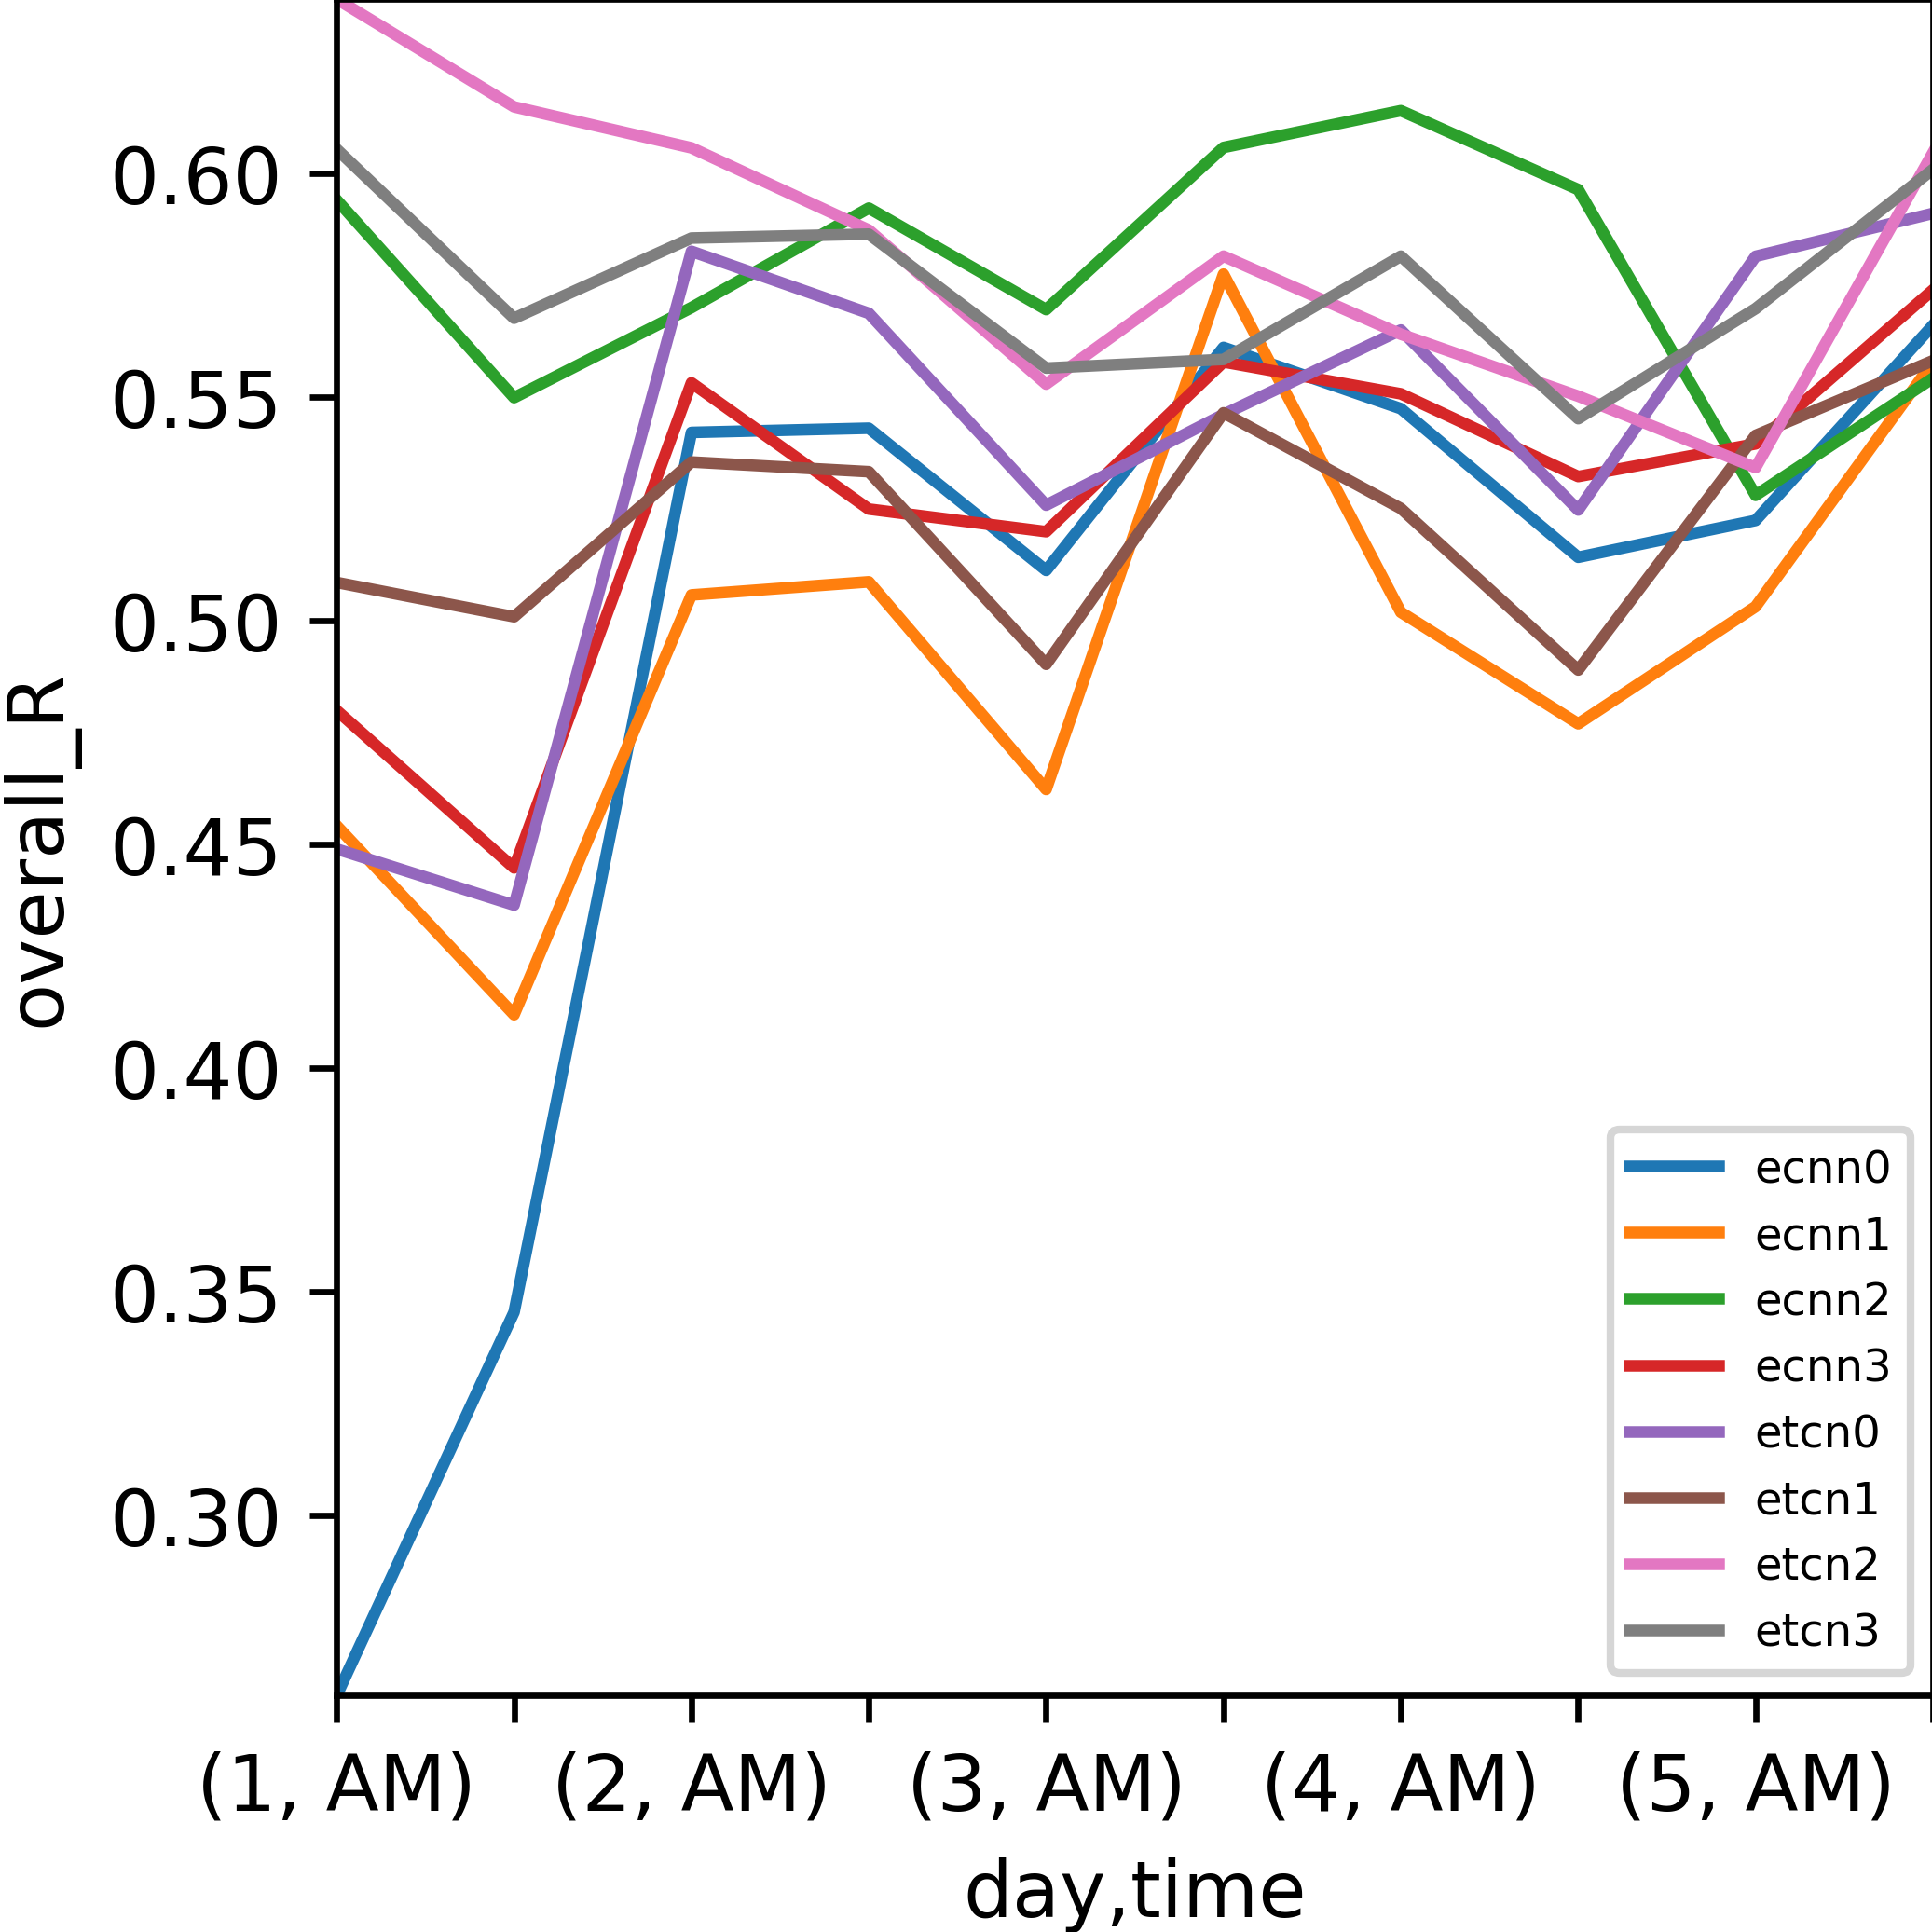 0.60
0.55
0.50
0.45
0.40
0.35
0.30
overall_R
(1, AM) (2, AM) (3, AM) (4, AM) (5, AM)
day,time
ecnn0
ecnn1
ecnn2
ecnn3
etcn0
etcn1
etcn2
etcn3